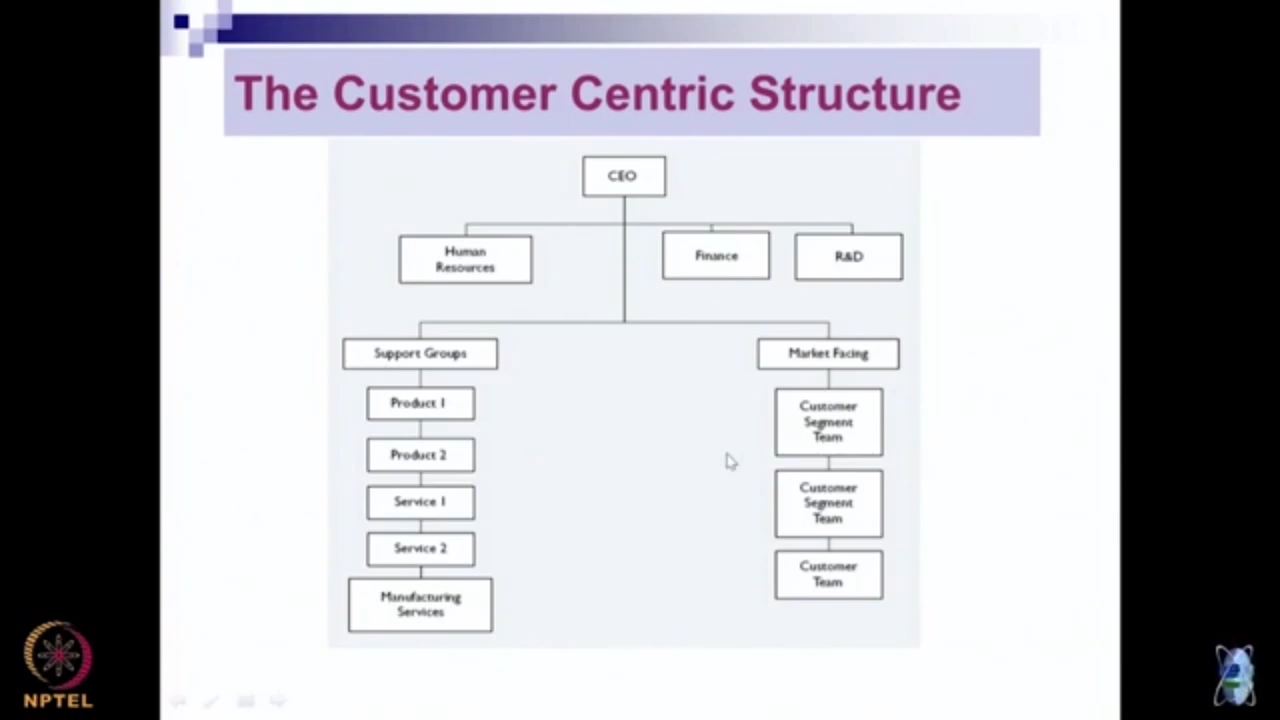 The Customer Centric Structure
CEO
Human
Resources
Finance
R&D
Support Groups
Market Facing
Product 1
Product 2
Service 1
Service 2
Manufacturing
Services
Customer
Segment
Team
Customer
Segment
Team
Customer
Team
NPTEL